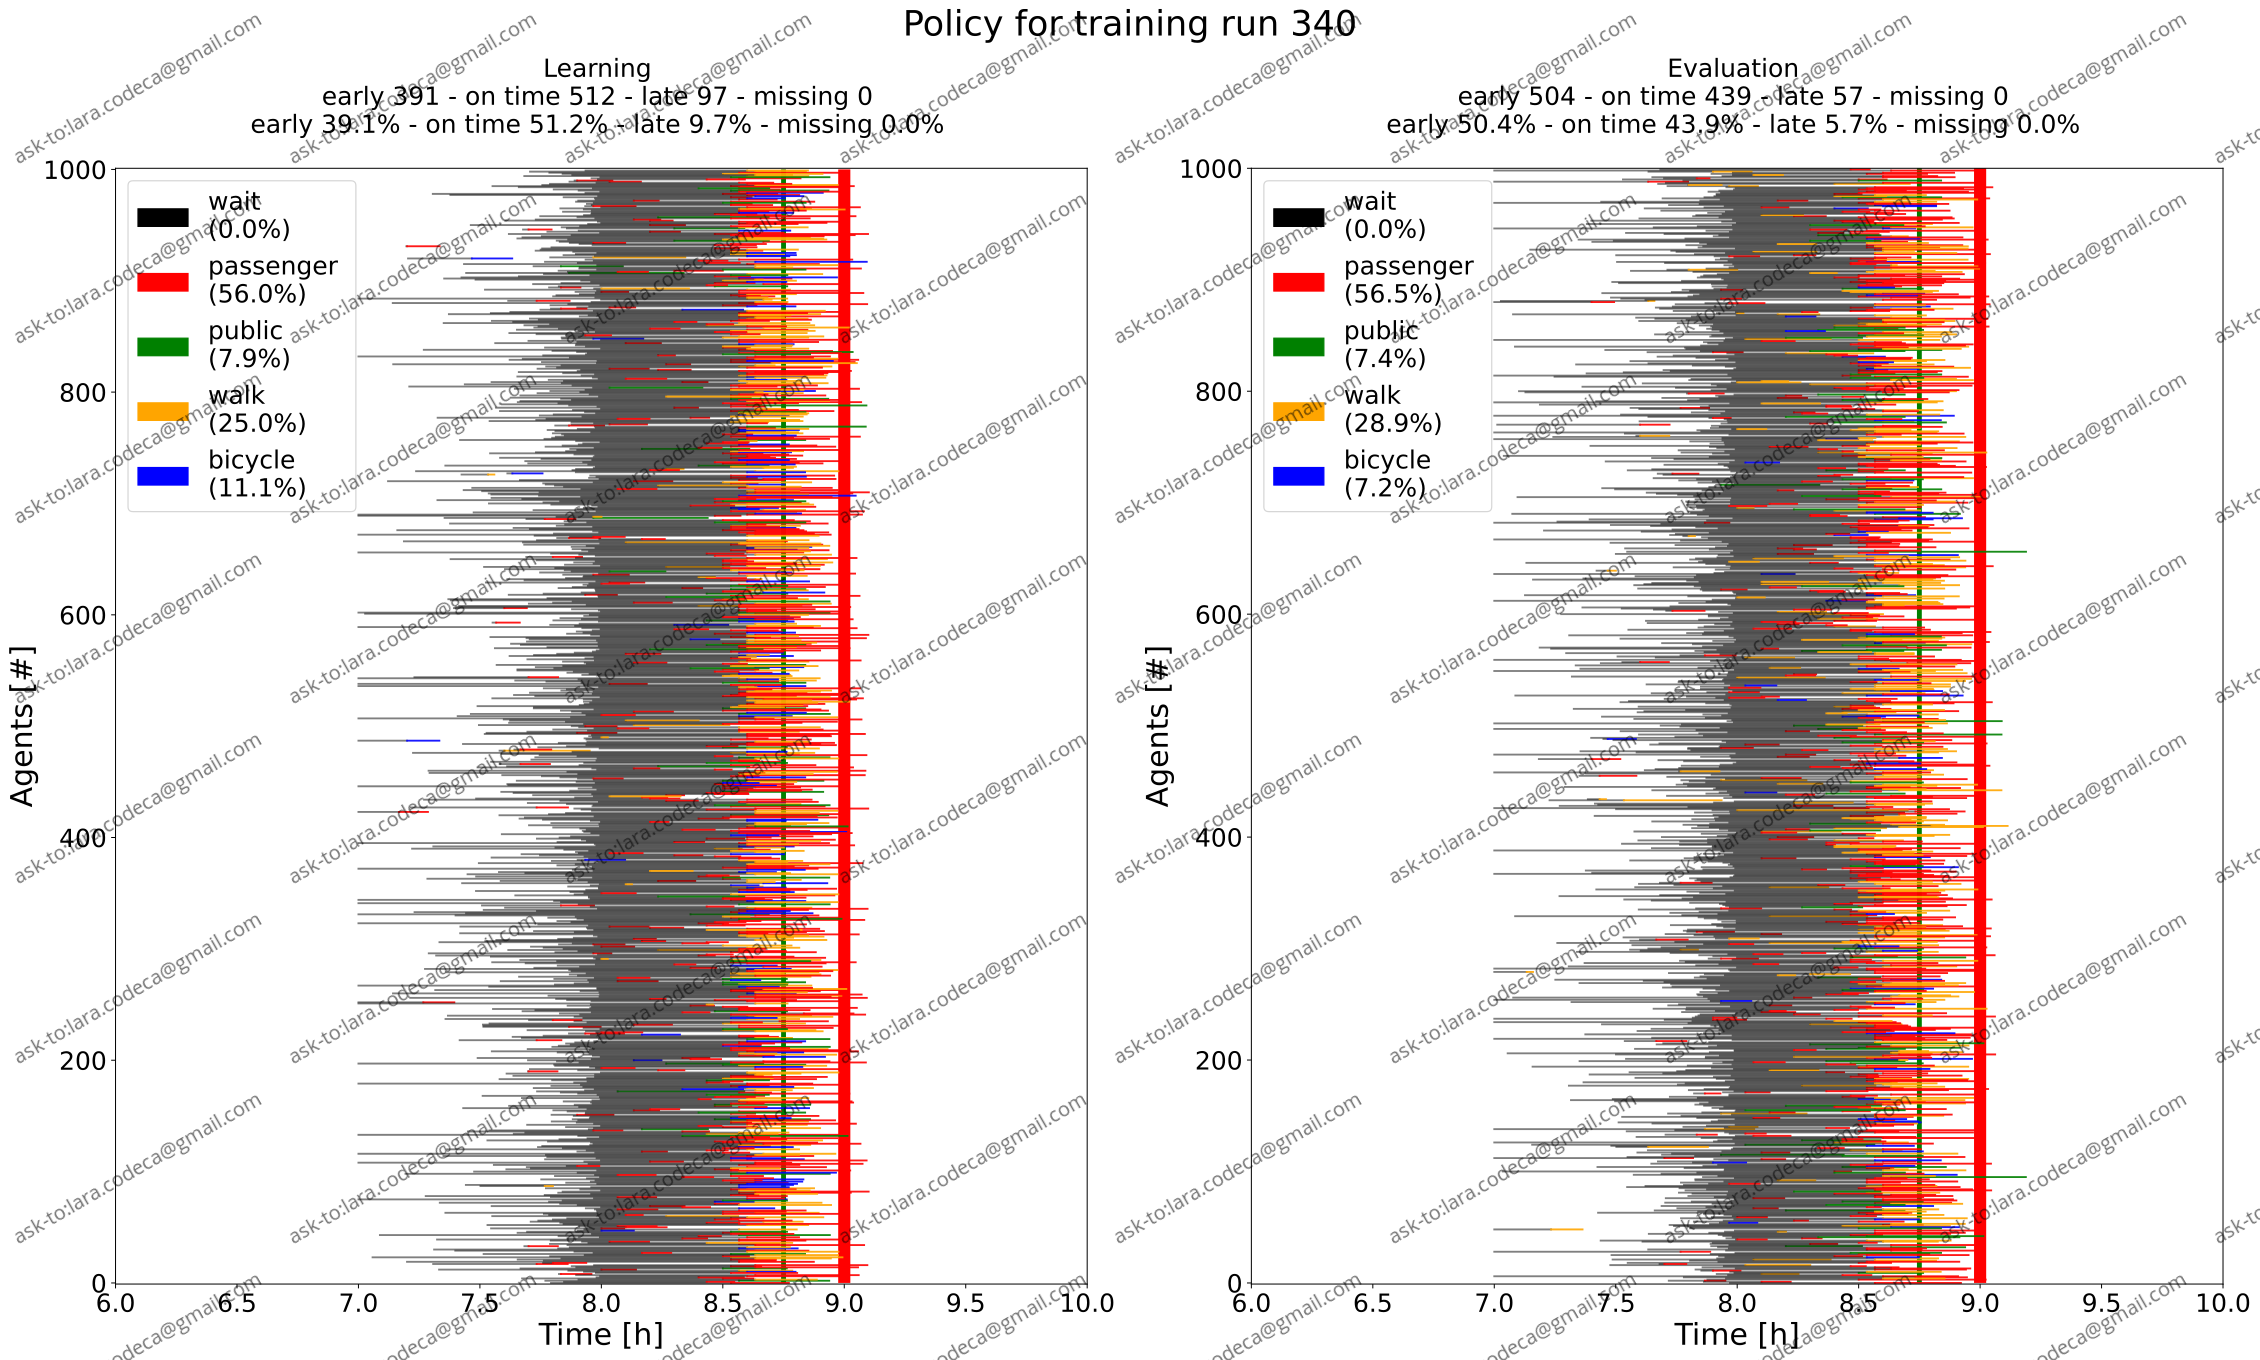 Policy for training run 340
Learning
early 391 - on time 512 - late 97 - missing 0
early 39.1% - on time 51.2% - late 9.7% - missing 0.0%
Evaluation
early 504 - on time 439 - late 57 - missing 0
early 50.4% - on time 43.9% - late 5.7% - missing 0.0%
wait
(0.0%)
passenger
(56.0%)
public
(7.9%)
walk
(25.0%)
bicycle
(11.1%)
wait
(0.0%)
passenger
(56.5%)
public
(7.4%)
walk
(28.9%)
bicycle
(7.2%)
Agents [#]
1000
800
600
400
200
0
6.0 6.5 7.0 7.5 8.0 8.5 9.0 9.5 10.0
Time [h]
Agents [#]
1000
800
600
400
200
0
6.0 6.5 7.0 7.5 8.0 8.5 9.0 9.5 10.0
Time [h]
ask-to:lara.codeca@gmail.com